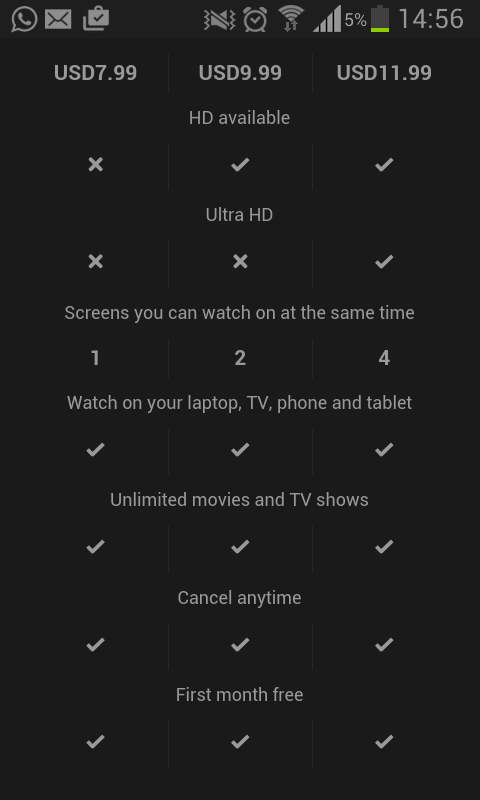 5% 14:56
USD7.99 USD9.99 USD11.99
HD available
Ultra HD
Screens you can watch on at the same time
1 2 4
Watch on your laptop, TV, phone and tablet
Unlimited movies and TV shows
Cancel anytime
First month free